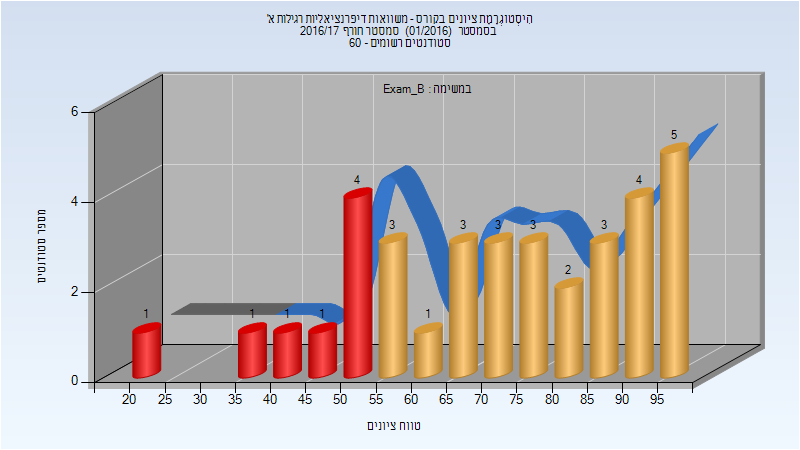 היסטוגרמת ציונים בקורס - משוואות דיפרנציאליות רגילות א'
בסמסטר (01/2016) סמסטר חורף 2016/17
סטודנטים רשומים - 60
במשימה : Exam_B
מספר סטודנטים
6
4
2
0
1
1
1
1
4
3
1
3
3
3
2
3
4
5
20 25 30 35 40 45 50 55 60 65 70 75 80 85 90 95
טווח ציונים